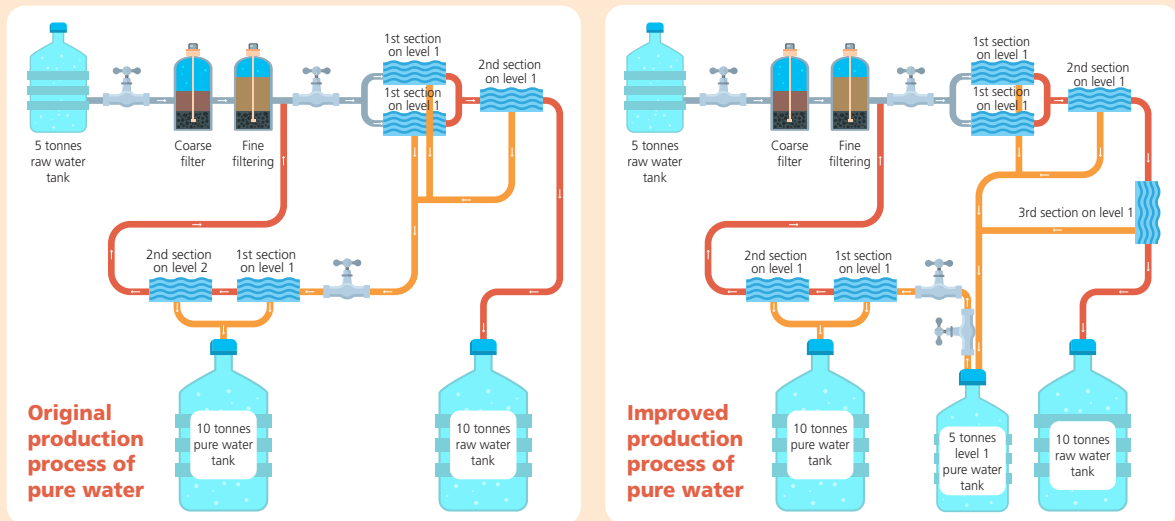 1st section
on level 1
2nd section
on level 1
1st section
on level 1
5 tonnes
raw water
tank
Coarse
filter
Fine
filtering
2nd section
on level 2
1st section
on level 1
Original
production
process of
pure water
10 tonnes
pure water
tank
10 tonnes
raw water
tank
1st section
on level 1
2nd section
on level 1
1st section
on level 1
5 tonnes
raw water
tank
Coarse
filter
Fine
filtering
3rd section on level 1
2nd section
on level 1
1st section
on level 1
Improved
production
process of
pure water
10 tonnes
pure water
tank
5 tonnes
level 1
pure water
tank
10 tonnes
raw water
tank